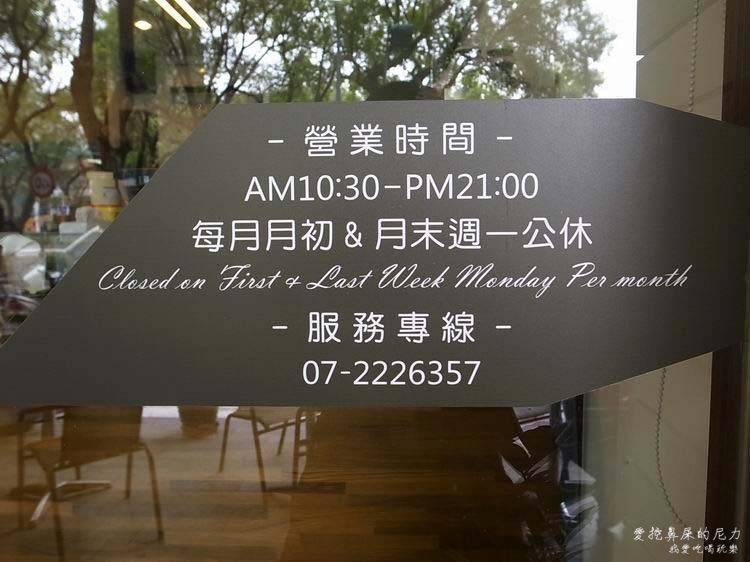 - 營業時間 -
AM10:30-PM21:00
每月月初 & 月末週一公休
Closed on First & Last Week Monday Per month
- 服務專線 -
07-2226357
愛挖鼻屎的尼力
我愛吃喝玩樂